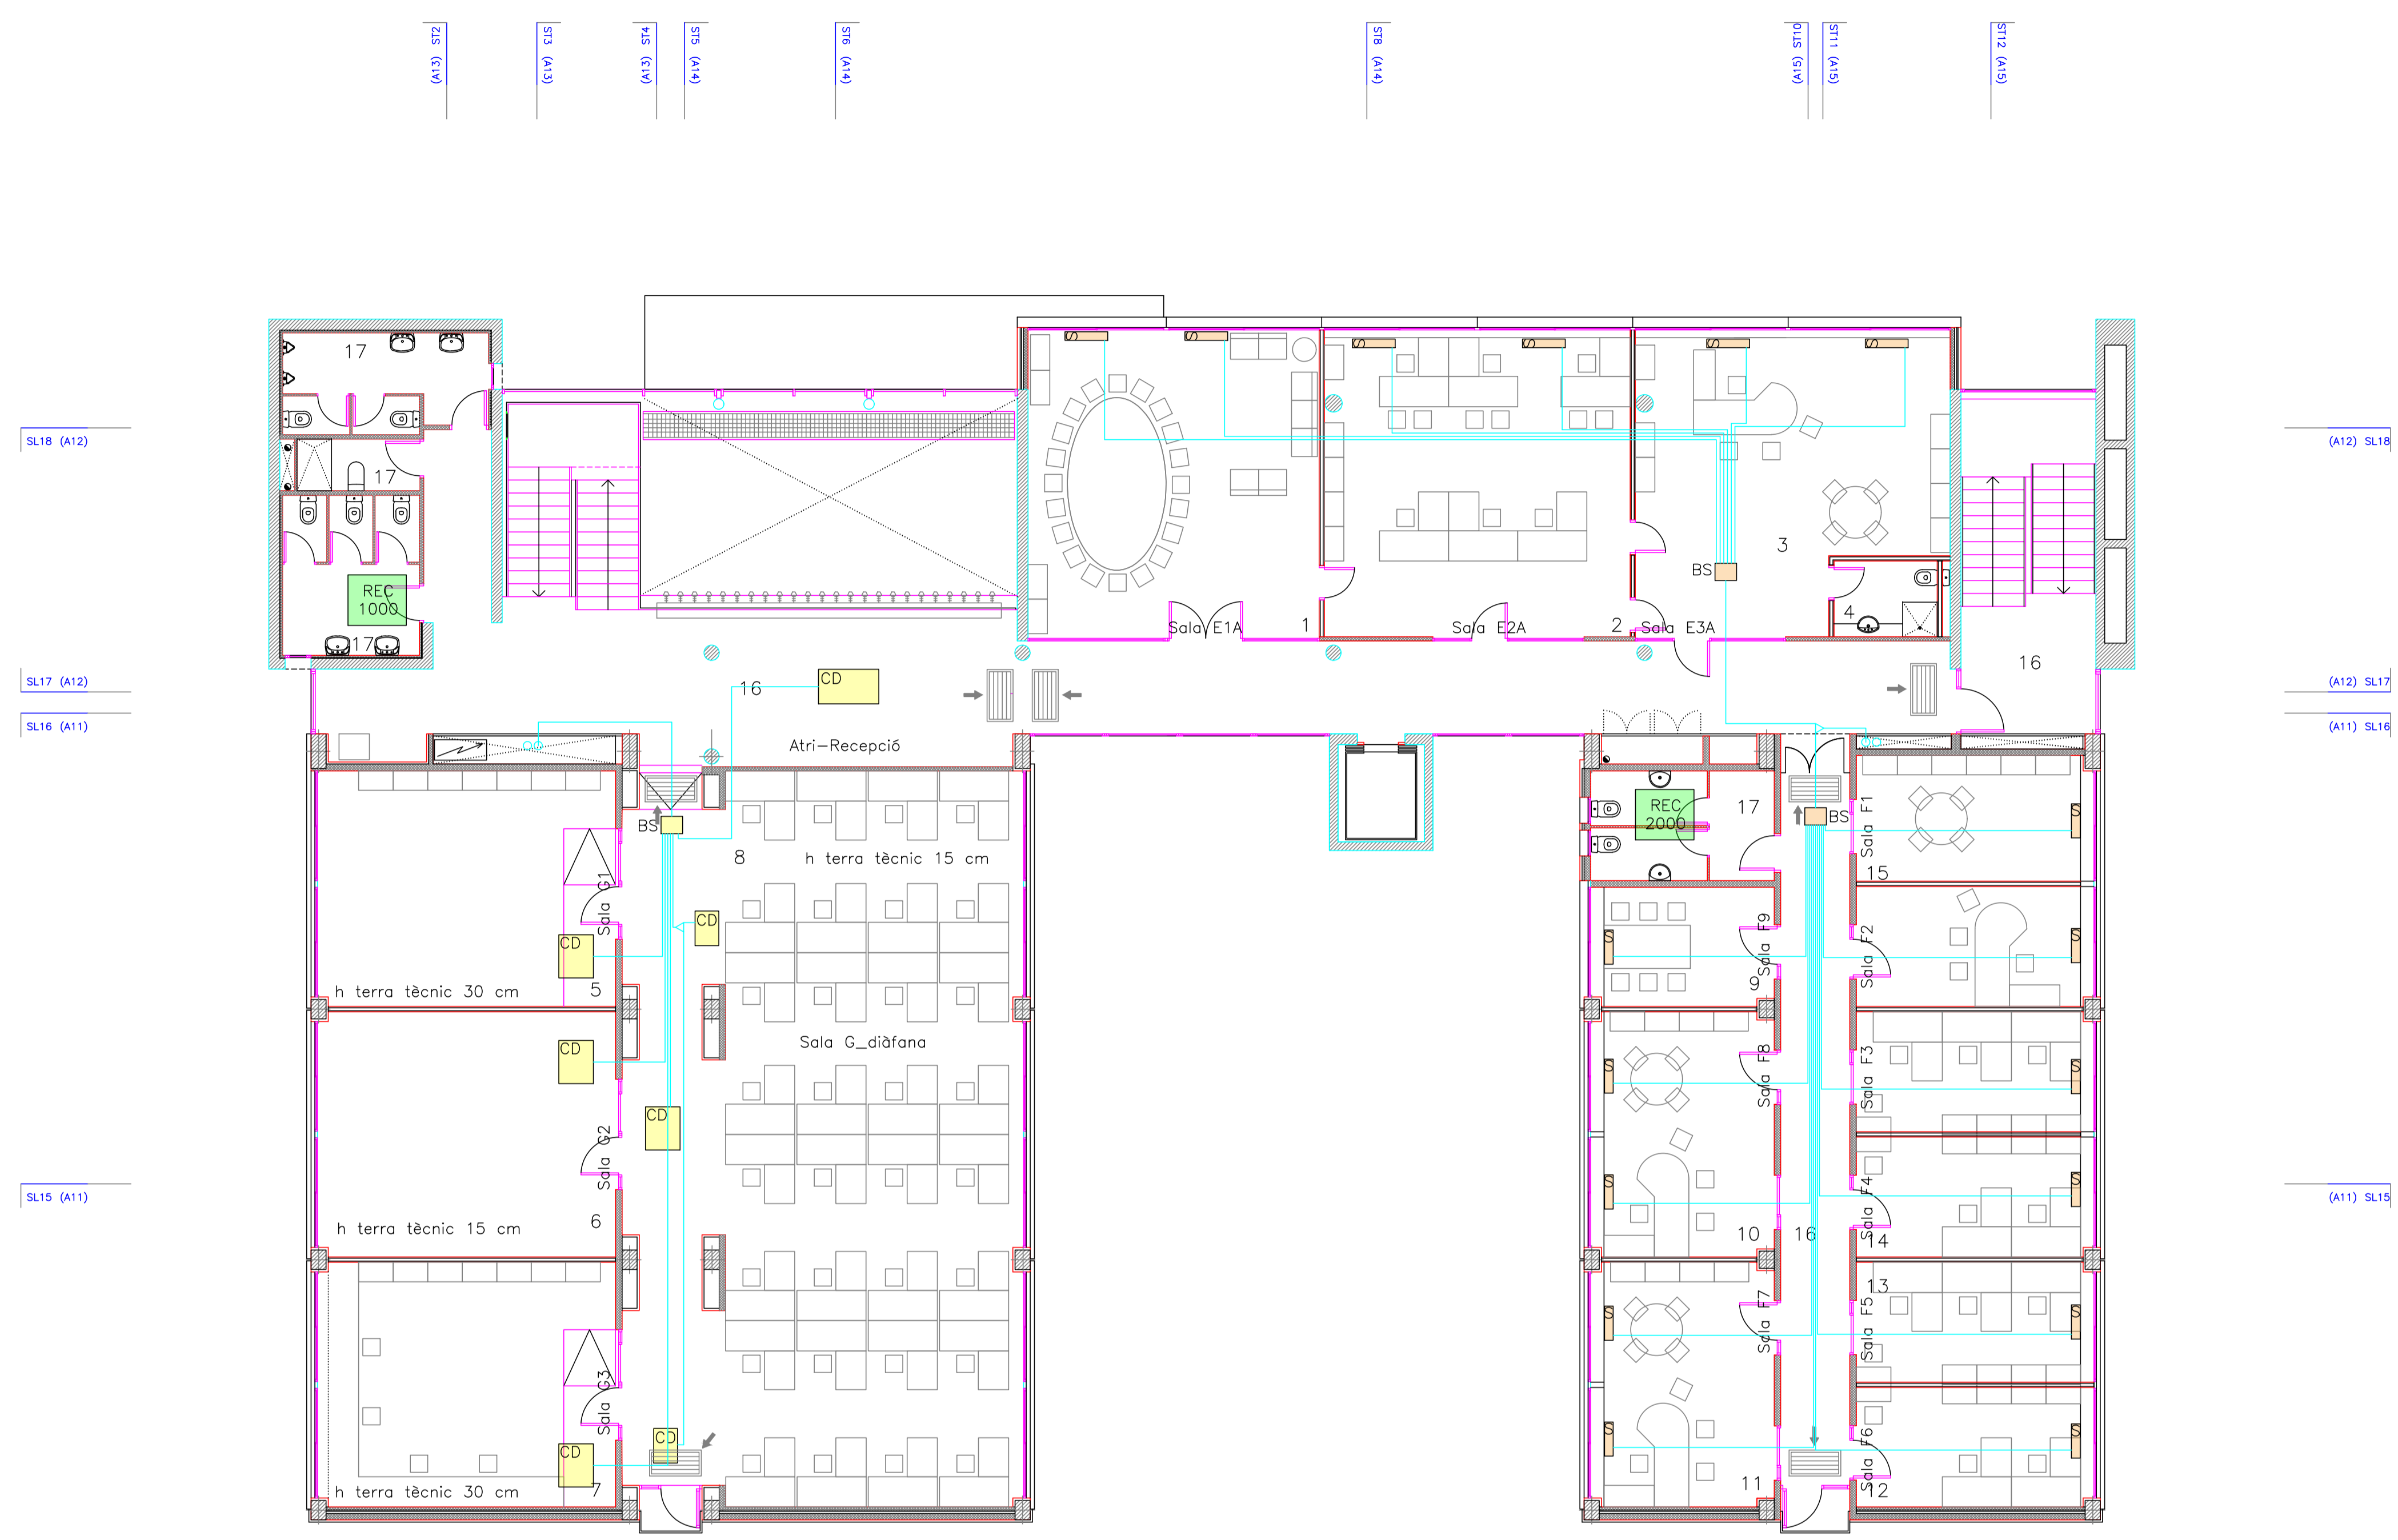 (A13) ST2
ST3 (A13)
(A13) ST4
ST5 (A14)
ST6 (A14)
ST8 (A14)
(A15) ST10
ST11 (A15)
ST12 (A15)
17
S
S
S
S
S
S
SL18 (A12)
(A12) SL18
17
3
REC
1000
BS
4
17
Sala E1A
1
Sala E2A
2
Sala E3A
16
SL17 (A12)
(A12) SL17
16
CD
SL16 (A11)
(A11) SL16
Atri-Recepció
BS
REC
2000
17
BS
S
Sala F1
8
h terra tècnic 15 cm
15
Sala G1
CD
CD
S
Sala F9
Sala F2
S
h terra tècnic 30 cm
5
9
Sala G_diàfana
CD
S
Sala F8
Sala F3
S
CD
Sala G2
SL15 (A11)
(A11) SL15
S
Sala F4
S
h terra tècnic 15 cm
6
10
16
14
13
S
Sala F7
Sala F5
S
Sala G3
CD
CD
S
Sala F6
S
h terra tècnic 30 cm
7
11
12